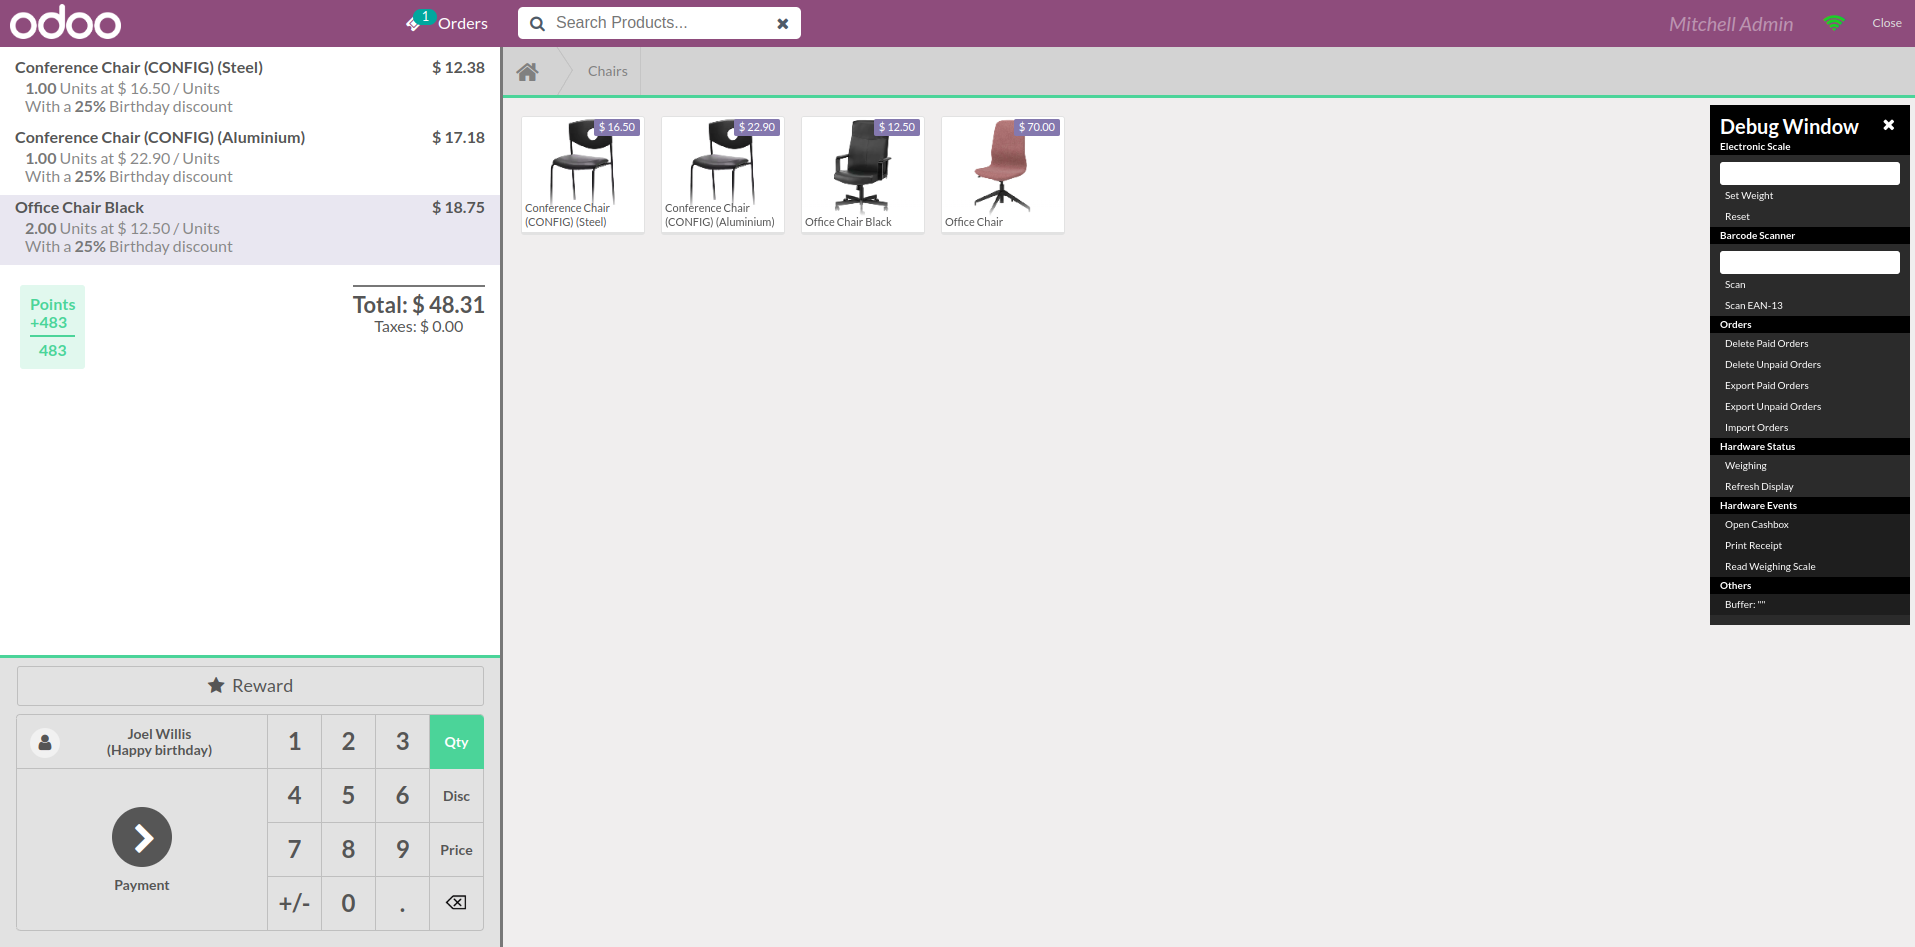 odoo
1
Orders
Search Products...
Mitchell Admin
Close
Conference Chair (CONFIG) (Steel) $ 12.38
1.00 Units at $ 16.50 / Units
With a 25% Birthday discount
Conference Chair (CONFIG) (Aluminium) $ 17.18
1.00 Units at $ 22.90 / Units
With a 25% Birthday discount
Office Chair Black $ 18.75
2.00 Units at $ 12.50 / Units
With a 25% Birthday discount
Points
+483
483
Total: $ 48.31
Taxes: $ 0.00
Reward
Joel Willis
(Happy birthday)
Payment
1 2 3 Qty
4 5 6 Disc
7 8 9 Price
+/- 0 .
Chairs
$ 16.50
Conference Chair
(CONFIG) (Steel)
$ 22.90
Conference Chair
(CONFIG) (Aluminium)
$ 12.50
Office Chair Black
$ 70.00
Office Chair
Debug Window
Electronic Scale
Set Weight
Reset
Barcode Scanner
Scan
Scan EAN-13
Orders
Delete Paid Orders
Delete Unpaid Orders
Export Paid Orders
Export Unpaid Orders
Import Orders
Hardware Status
Weighing
Refresh Display
Hardware Events
Open Cashbox
Print Receipt
Read Weighing Scale
Others
Buffer: ""